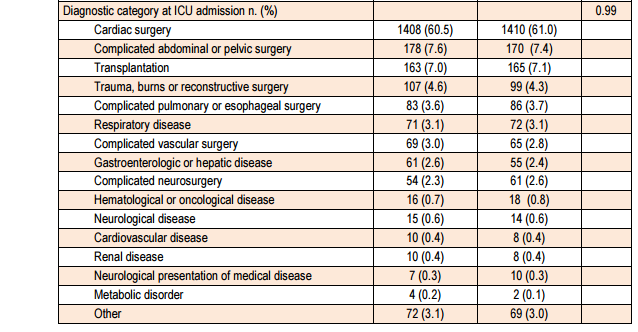 Diagnostic category at ICU admission n. (%) 0.99
Cardiac surgery 1408 (60.5) 1410 (61.0)
Complicated abdominal or pelvic surgery 178 (7.6) 170 (7.4)
Transplantation 163 (7.0) 165 (7.1)
Trauma, burns or reconstructive surgery 107 (4.6) 99 (4.3)
Complicated pulmonary or esophageal surgery 83 (3.6) 86 (3.7)
Respiratory disease 71 (3.1) 72 (3.1)
Complicated vascular surgery 69 (3.0) 65 (2.8)
Gastroenterologic or hepatic disease 61 (2.6) 55 (2.4)
Complicated neurosurgery 54 (2.3) 61 (2.6)
Hematological or oncological disease 16 (0.7) 18 (0.8)
Neurological disease 15 (0.6) 14 (0.6)
Cardiovascular disease 10 (0.4) 8 (0.4)
Renal disease 10 (0.4) 8 (0.4)
Neurological presentation of medical disease 7 (0.3) 10 (0.3)
Metabolic disorder 4 (0.2) 2 (0.1)
Other 72 (3.1) 69 (3.0)